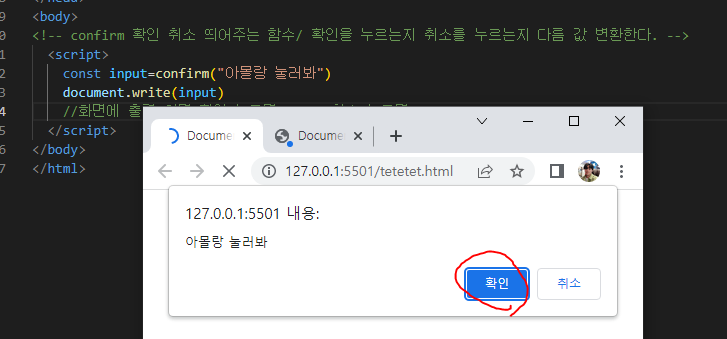 </head>
<body>
<!-- confirm 확인 취소 띄어주는 함수/ 확인을 누르는지 취소를 누르는지 다음 값 변환한다. -->
<script>
const input=confirm("아몰랑 눌러봐")
document.write(input)
//화면에 출력
</script>
</body>
</html>
Docume
Docume
127.0.0.1:5501/tetetet.html
127.0.0.1:5501 내용:
아몰랑 눌러봐
확인 취소